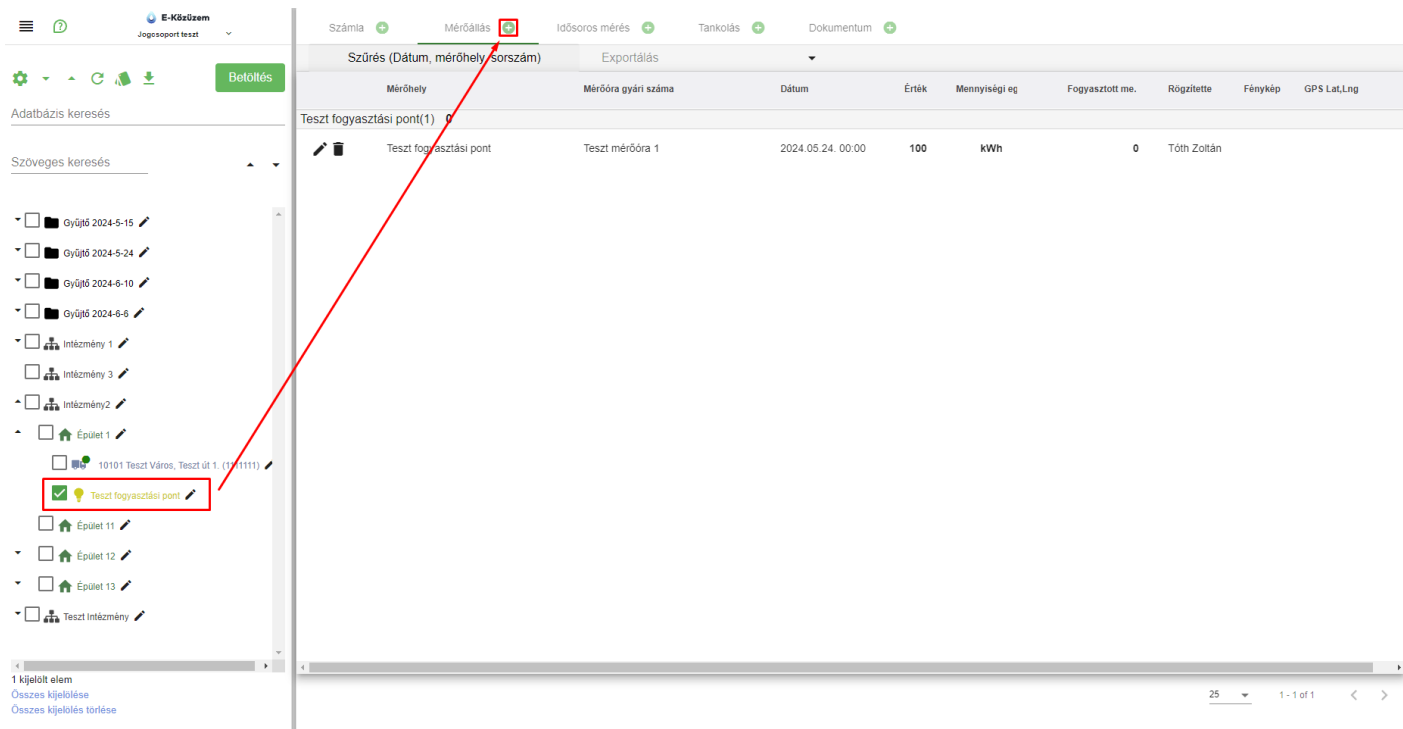 E-Közüzem
Jogosoport teszt
Betöltés
Adatbázis keresés
Szöveges keresés
Gyűjtő 2024-5-15
Gyűjtő 2024-5-24
Gyűjtő 2024-6-10
Gyűjtő 2024-6-6
Intézmény 1
Intézmény 3
Intézmény2
Épület 1
10101 Teszt Város, Teszt út 1. (1111111)
Teszt fogyasztási pont
Épület 11
Épület 12
Épület 13
Teszt Intézmény
1 kijelölt elem
Összes kijelölése
Összes kijelölés törlése
Számla Mérőállás Idősoros mérés Tankolás Dokumentum
Szűrés (Dátum, mérőhely, sorszám) Exportálás
Mérőhely Mérőóra gyári száma Dátum Érték Mennyiségi eg Fogyasztott me. Rögzítette Fénykép GPS Lat,Lng
Teszt fogyasztási pont(1) 0
Teszt fogyasztási pont Teszt mérőóra 1 2024.05.24. 00:00 100 kWh 0 Tóth Zoltán
25 1 - 1 of 1